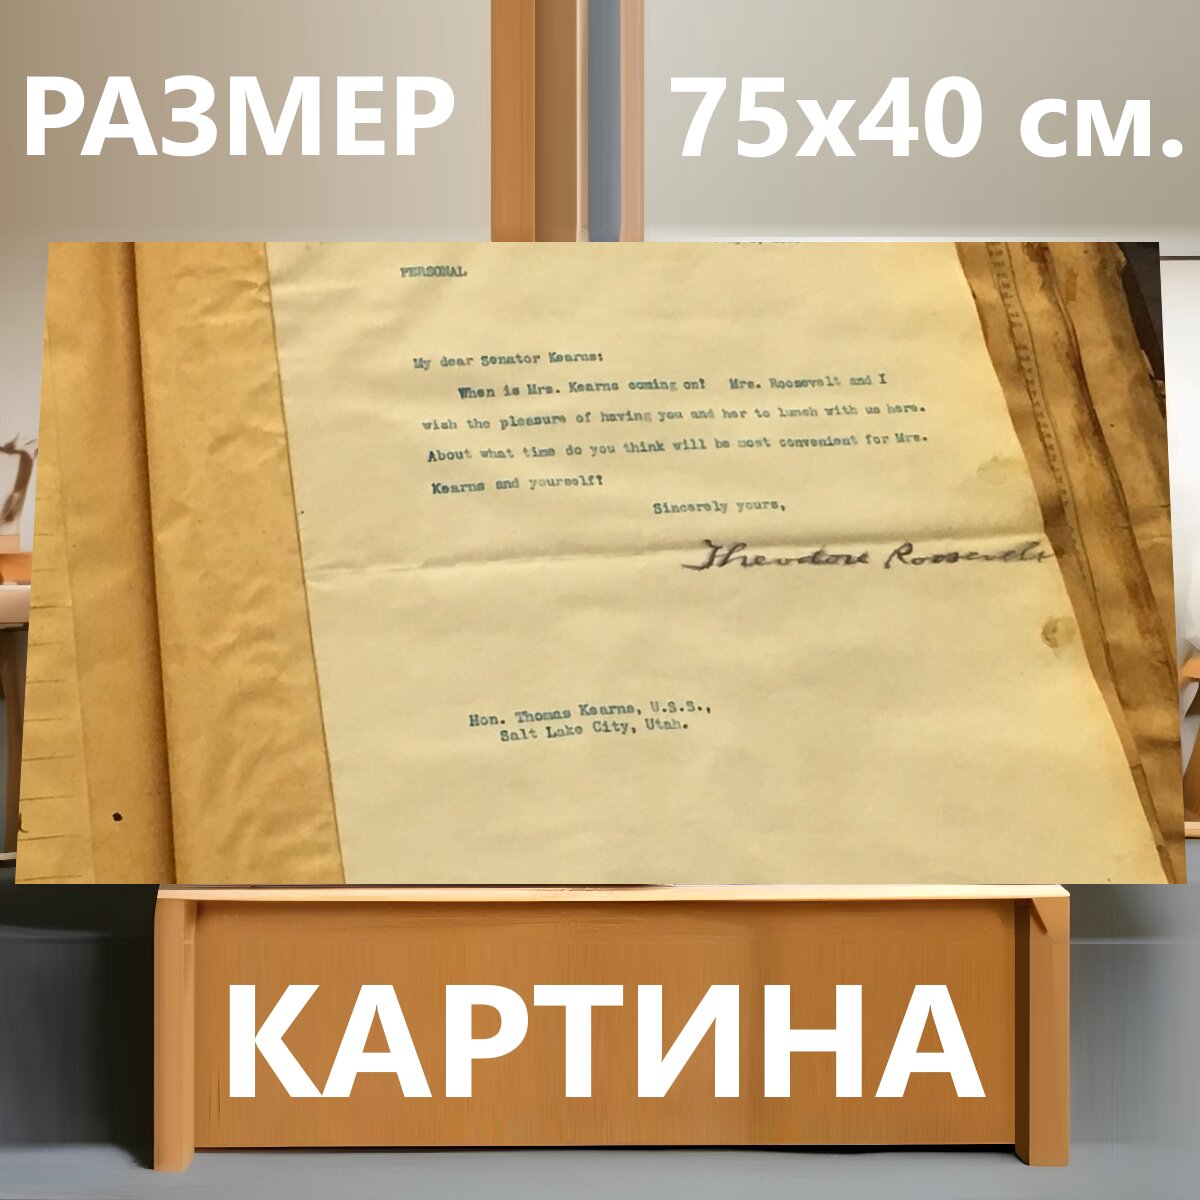 РАЗМЕР 75x40 см.
PERSONAL
My dear Senator Kearns:
When is Mrs. Kearns coming on? Mrs. Roosevelt and I
wish the pleasure of having you and her to lunch with us here.
About what time do you think will be most convenient for Mrs.
Kearns and yourself?
Sincerely yours,
Theodore Roosevelt
Hon. Thomas Kearns, U.S.S.,
Salt Lake City, Utah.
КАРТИНА